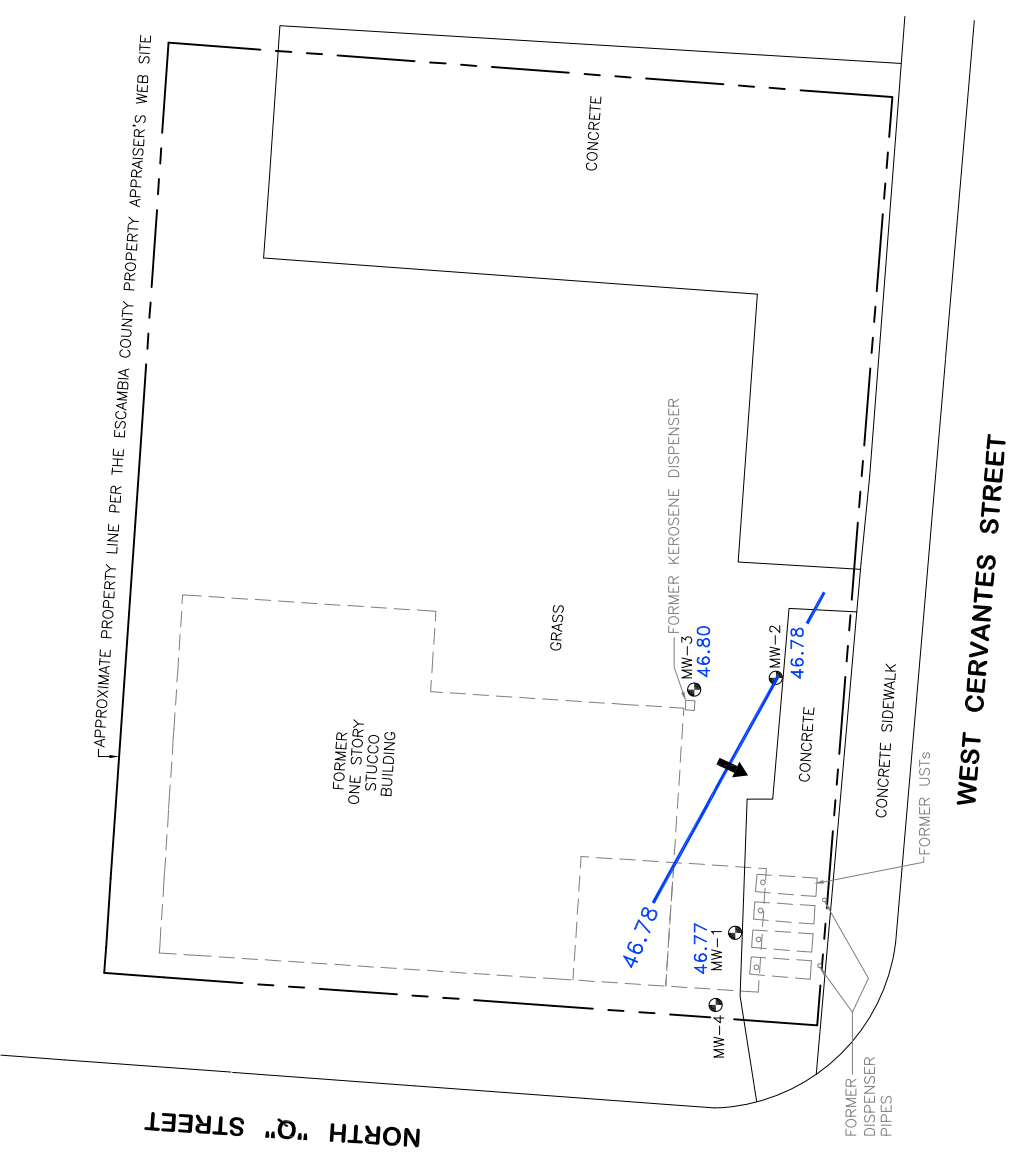 APPROXIMATE PROPERTY LINE PER THE ESCAMBIA COUNTY PROPERTY APPRAISER'S WEB SITE
CONCRETE
FORMER KEROSENE DISPENSER
GRASS
MW-3
46.80
MW-2
46.78
FORMER
ONE STORY
STUCCO
BUILDING
CONCRETE
CONCRETE SIDEWALK
WEST CERVANTES STREET
FORMER USTs
46.78
46.77
MW-1
MW-4
FORMER
DISPENSER
PIPES
NORTH "Q" STREET